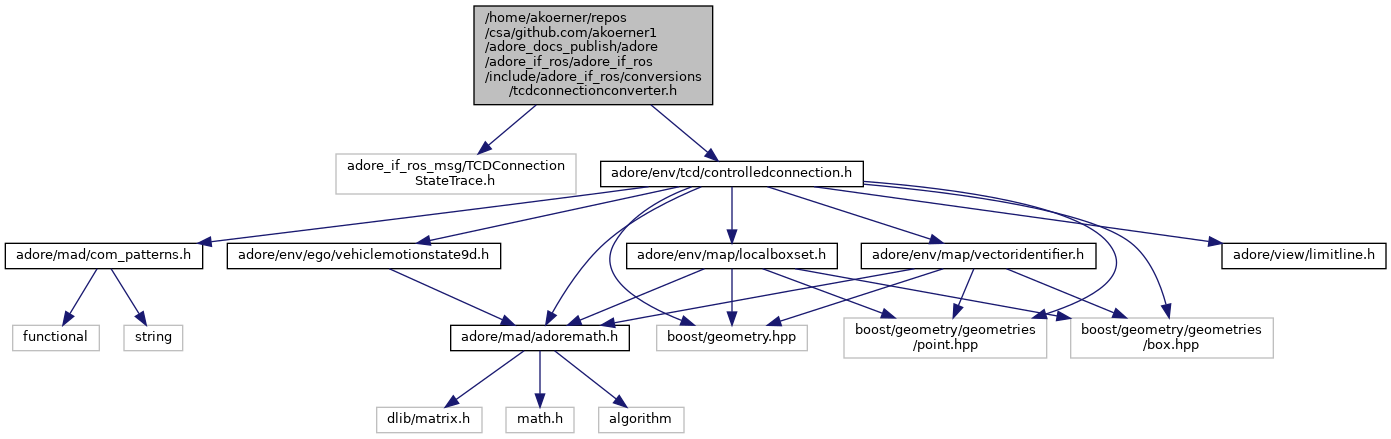 /home/akoerner/repos
/csa/github.com/akoerner1
/adore_docs_publish/adore
/adore_if_ros/adore_if_ros
/include/adore_if_ros/conversions
/tcdconnectionconverter.h
adore_if_ros_msg/TCDConnection
StateTrace.h
adore/env/tcd/controlledconnection.h
adore/mad/com_patterns.h
adore/env/ego/vehiclemotionstate9d.h
adore/env/map/localboxset.h
adore/env/map/vectoridentifier.h
adore/view/limitline.h
functional
string
adore/mad/adoremath.h
boost/geometry.hpp
boost/geometry/geometries
/point.hpp
boost/geometry/geometries
/box.hpp
dlib/matrix.h
math.h
algorithm